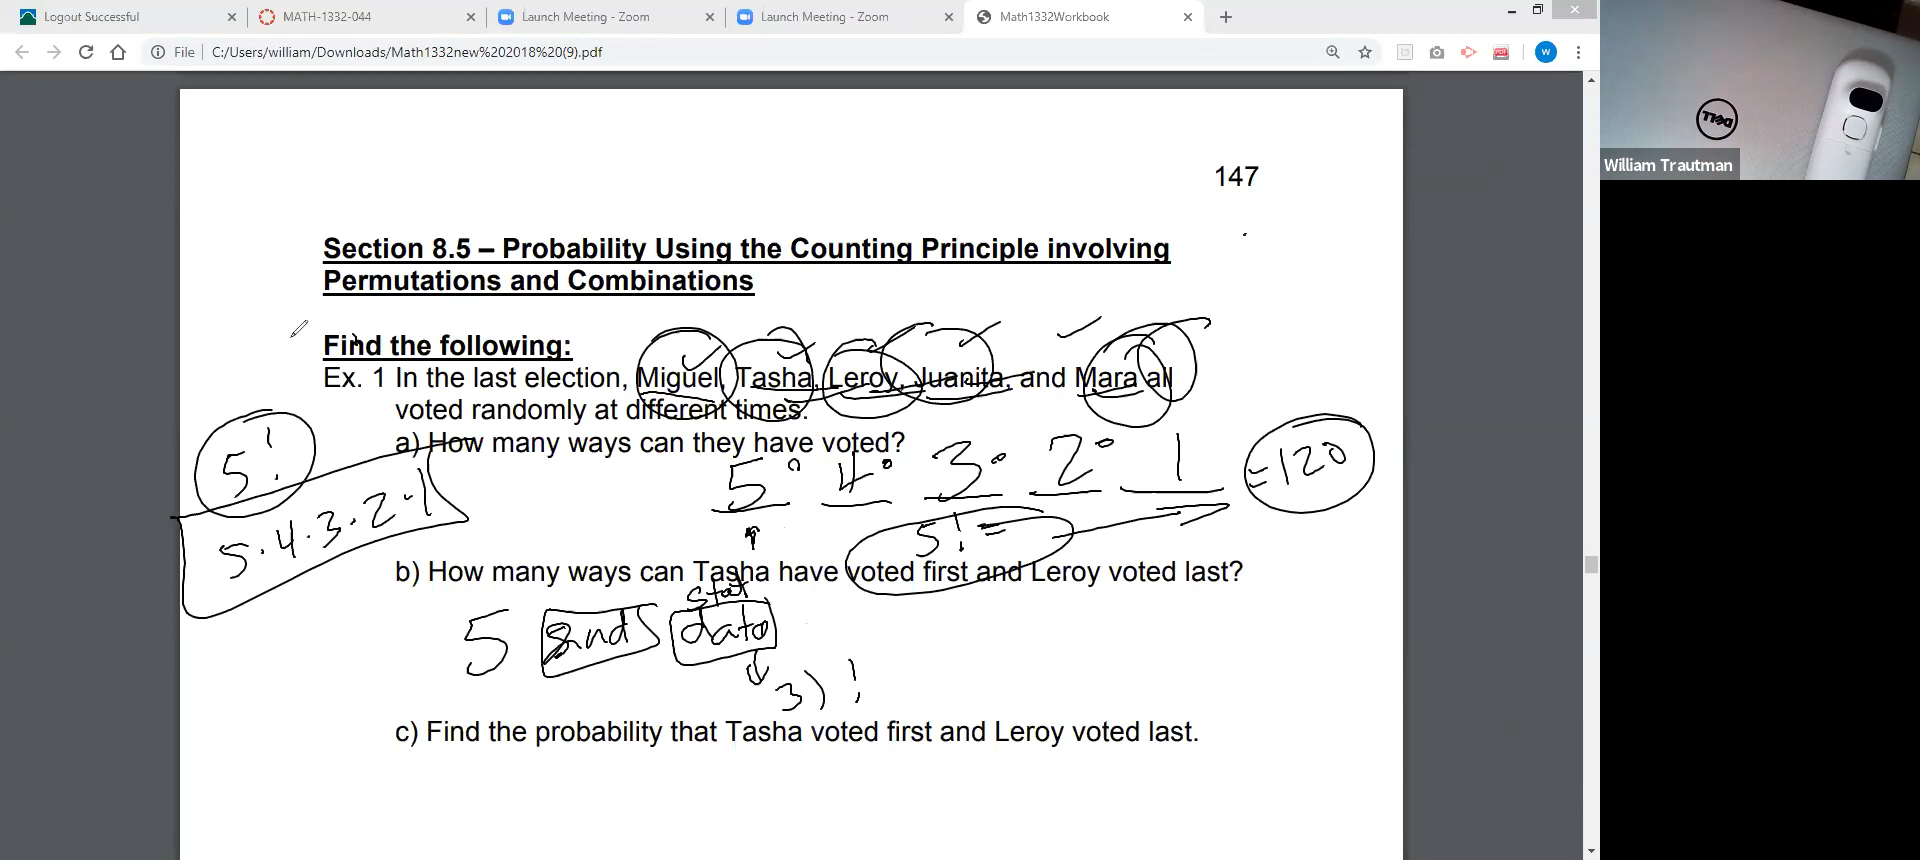 Logout Successful
MATH-1332-044
Launch Meeting - Zoom
Launch Meeting - Zoom
Math1332Workbook
File C:/Users/william/Downloads/Math1332new%202018%20(9).pdf
W
DELL
William Trautman
147
Section 8.5 – Probability Using the Counting Principle involving
Permutations and Combinations
Find the following:
Ex. 1 In the last election, Miguel, Tasha, Leroy, Juanita, and Mara all
voted randomly at different times.
a) How many ways can they have voted?
5!
5 · 4 · 3 · 2 · 1 = 120
5·4·3·2·1
5! =
b) How many ways can Tasha have voted first and Leroy voted last?
stat
5 2nd data
3) !
c) Find the probability that Tasha voted first and Leroy voted last.